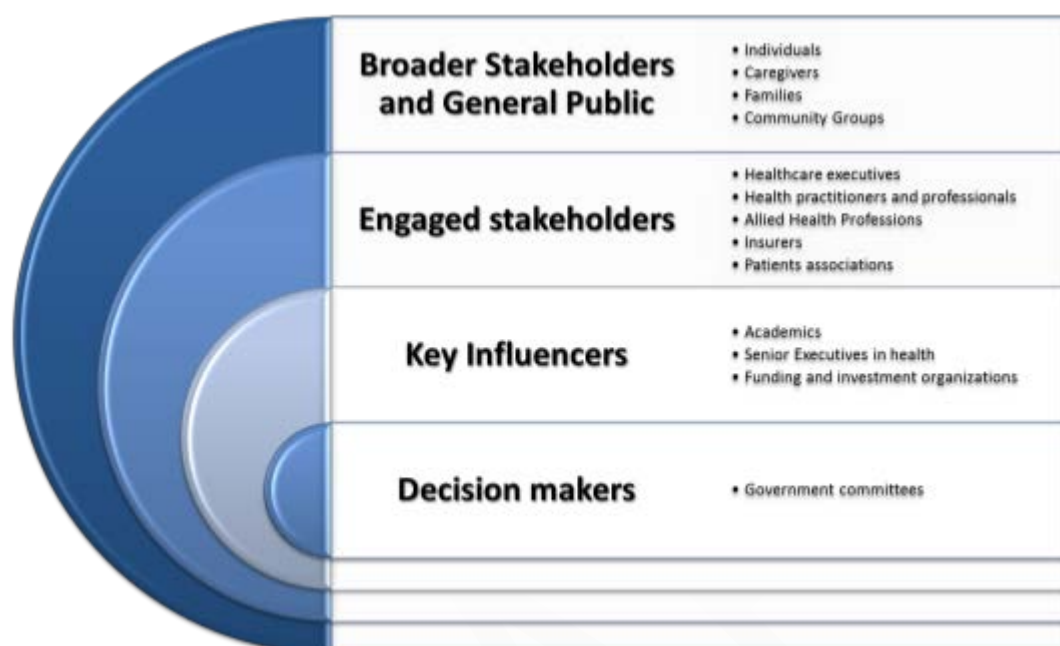 Broader Stakeholders
and General Public
• Individuals
• Caregivers
• Families
• Community Groups
Engaged stakeholders
• Healthcare executives
• Health practitioners and professionals
• Allied Health Professions
• Insurers
• Patients associations
Key Influencers
• Academics
• Senior Executives in health
• Funding and investment organizations
Decision makers
• Government committees